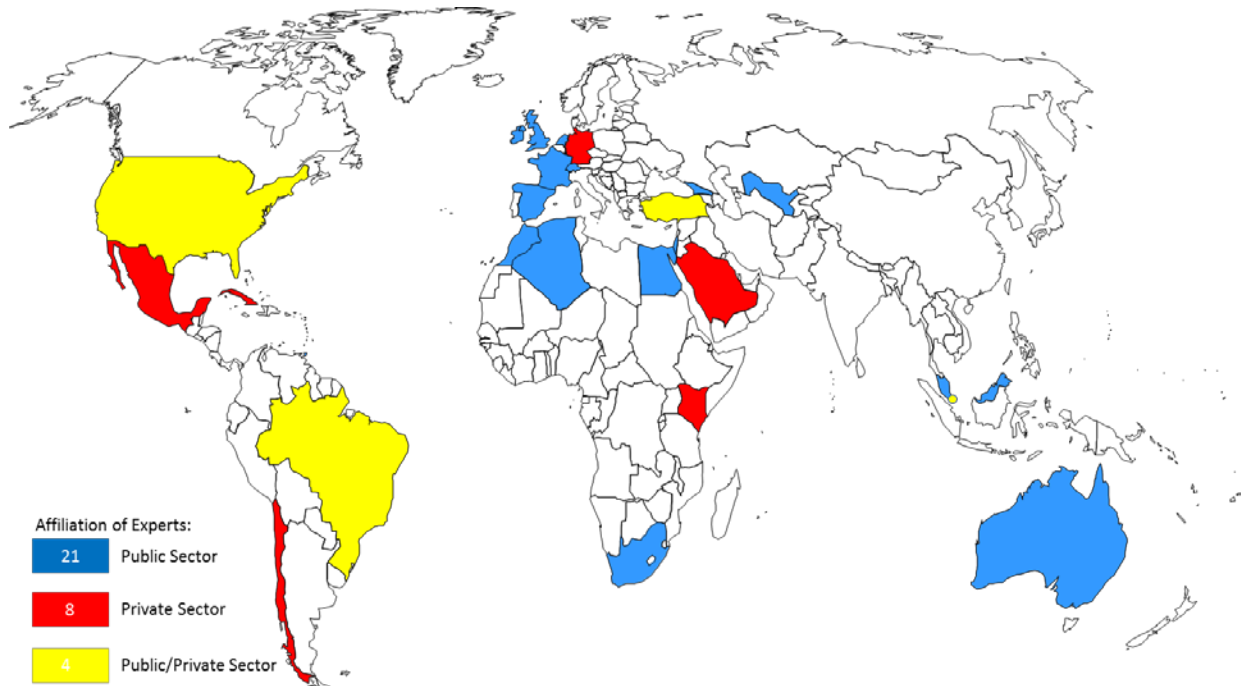 Affiliation of Experts:
21 Public Sector
8 Private Sector
4 Public/Private Sector